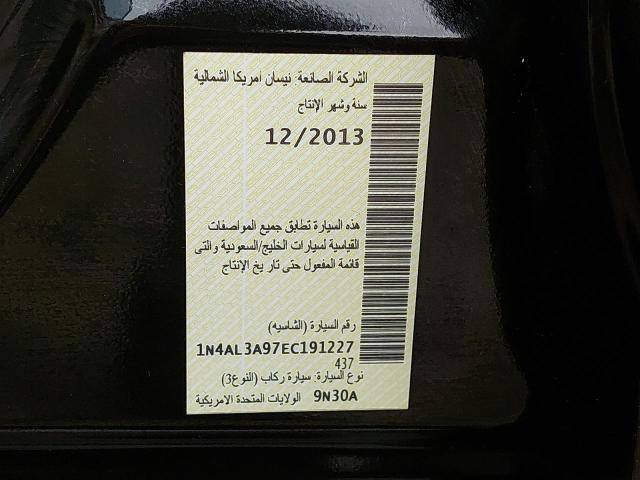 الشركة الصانعة: نيسان امريكا الشمالية
سنة وشهر الإنتاج
12/2013
هذه السيارة تطابق جميع المواصفات
القياسية لسيارات الخليج/السعودية والتى
قائمة المفعول حتى تاريخ الإنتاج
رقم السيارة (الشاسيه)
1N4AL3A97EC191227
437
نوع السيارة: سيارة ركاب (النوع3)
9N30A الولايات المتحدة الامريكية